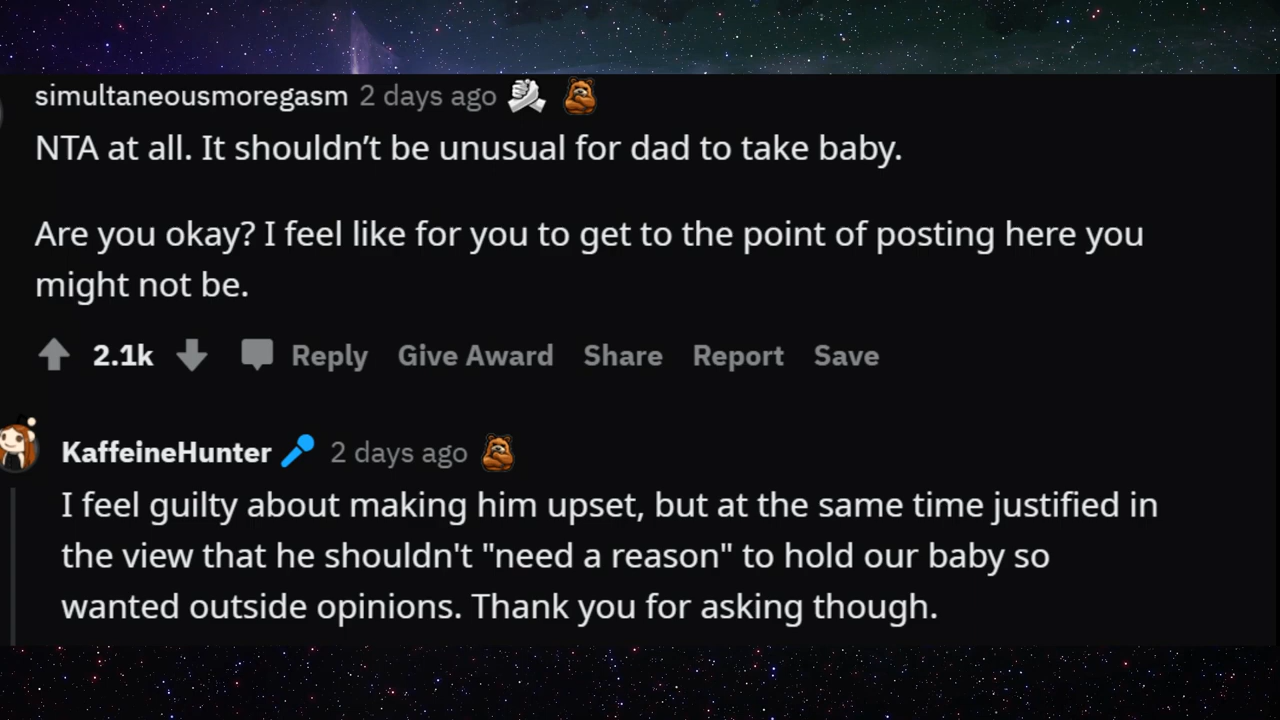 simultaneousmoregasm 2 days ago
NTA at all. It shouldn’t be unusual for dad to take baby.
Are you okay? I feel like for you to get to the point of posting here you
might not be.
2.1k Reply Give Award Share Report Save
KaffeineHunter 2 days ago
I feel guilty about making him upset, but at the same time justified in
the view that he shouldn't "need a reason" to hold our baby so
wanted outside opinions. Thank you for asking though.